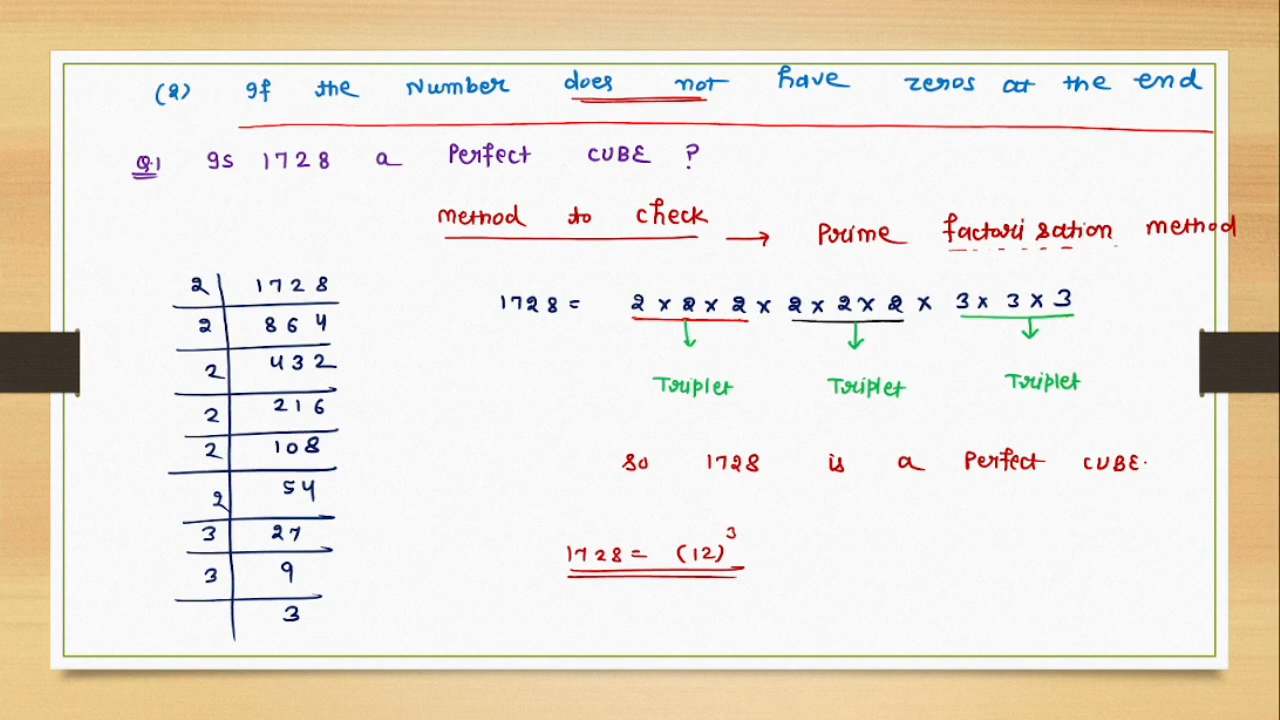 (2) If the Number does not have zeros at the end
Q.1 Is 1728 a Perfect CUBE ?
method to check → Prime factorisation method
2 | 1728
2 | 864
2 | 432
2 | 216
2 | 108
2 | 54
3 | 27
3 | 9
3
1728 = 2 × 2 × 2 × 2 × 2 × 2 × 3 × 3 × 3
Triplet Triplet Triplet
So 1728 is a Perfect CUBE.
1728 = (12)³